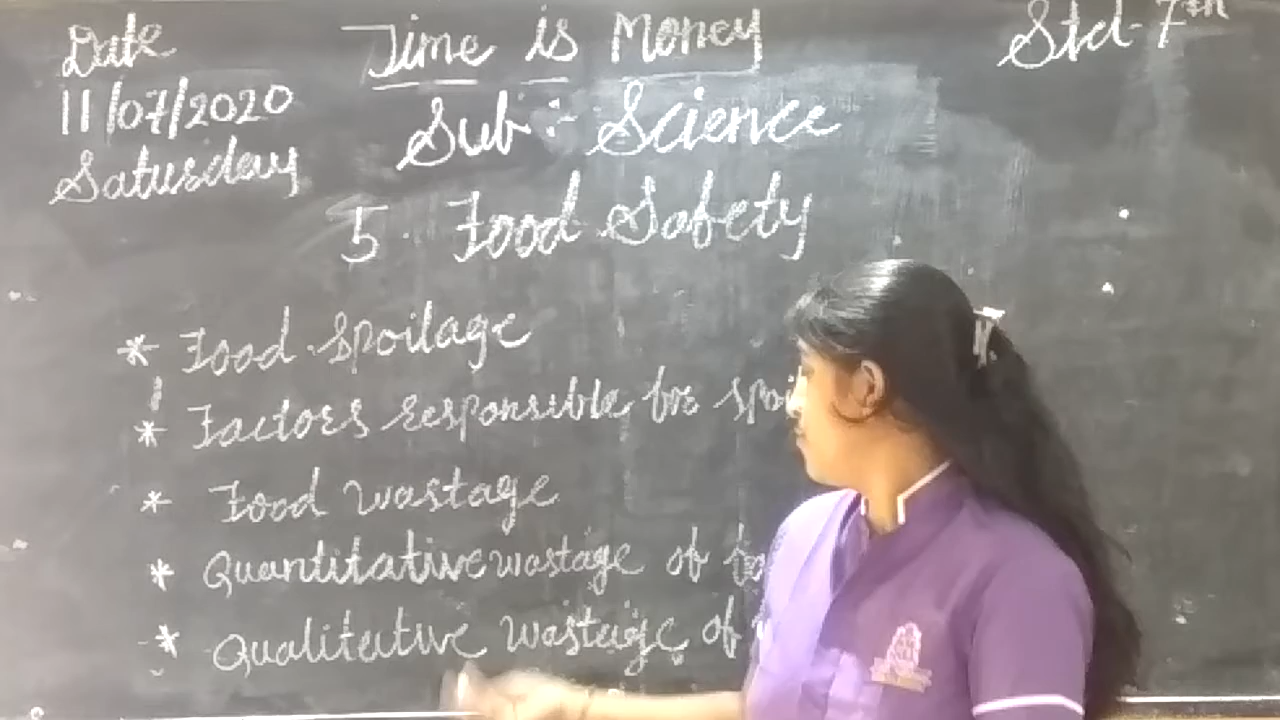 Date
11/07/2020
Saturday
Time is Money
Std-7th
Sub:- Science
5. Food Safety
* Food Spoilage
* Factors responsible for spoi
* Food wastage
* Quantitative wastage of
* Qualitative wastage of